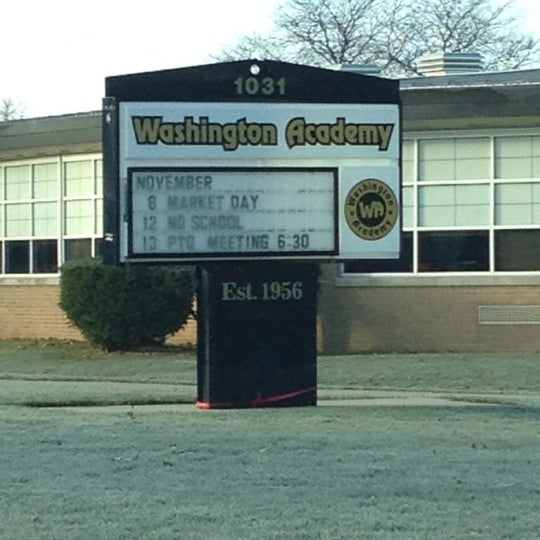 1031
Washington Academy
NOVEMBER
8 MARKET DAY
12 NO SCHOOL
13 PTO MEETING 6:30
Washington
WA
Academy
Est. 1956